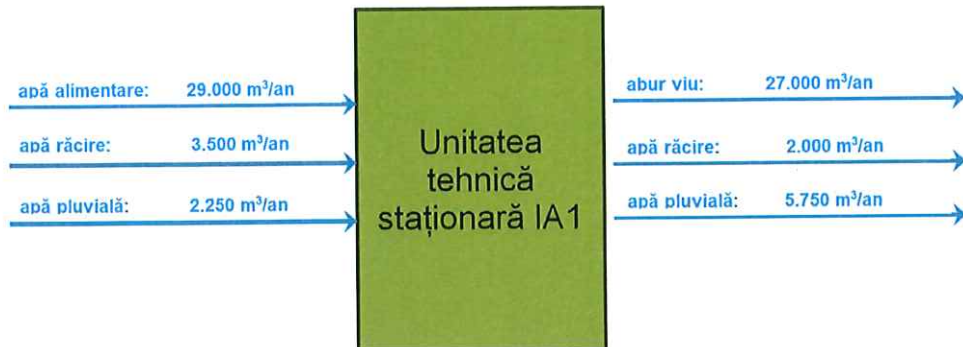 apă alimentare: 29.000 m³/an
apă răcire: 3.500 m³/an
apă pluvială: 2.250 m³/an
Unitatea
tehnică
staționară IA1
abur viu: 27.000 m³/an
apă răcire: 2.000 m³/an
apă pluvială: 5.750 m³/an